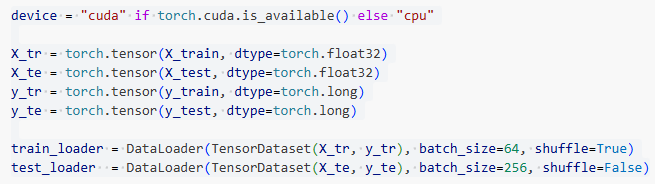 device = "cuda" if torch.cuda.is_available() else "cpu"
X_tr = torch.tensor(X_train, dtype=torch.float32)
X_te = torch.tensor(X_test, dtype=torch.float32)
y_tr = torch.tensor(y_train, dtype=torch.long)
y_te = torch.tensor(y_test, dtype=torch.long)
train_loader = DataLoader(TensorDataset(X_tr, y_tr), batch_size=64, shuffle=True)
test_loader  = DataLoader(TensorDataset(X_te, y_te), batch_size=256, shuffle=False)